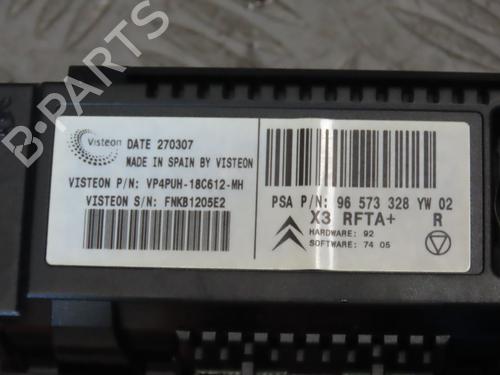 Visteon
DATE 270307
MADE IN SPAIN BY VISTEON
VISTEON P/N: VP4PUH-18C612-MH
VISTEON S/N: FNKB1205E2
PSA P/N: 96 573 328 YW 02
X3 RFTA+ R
HARDWARE: 92
SOFTWARE: 74 05
B-PARTS